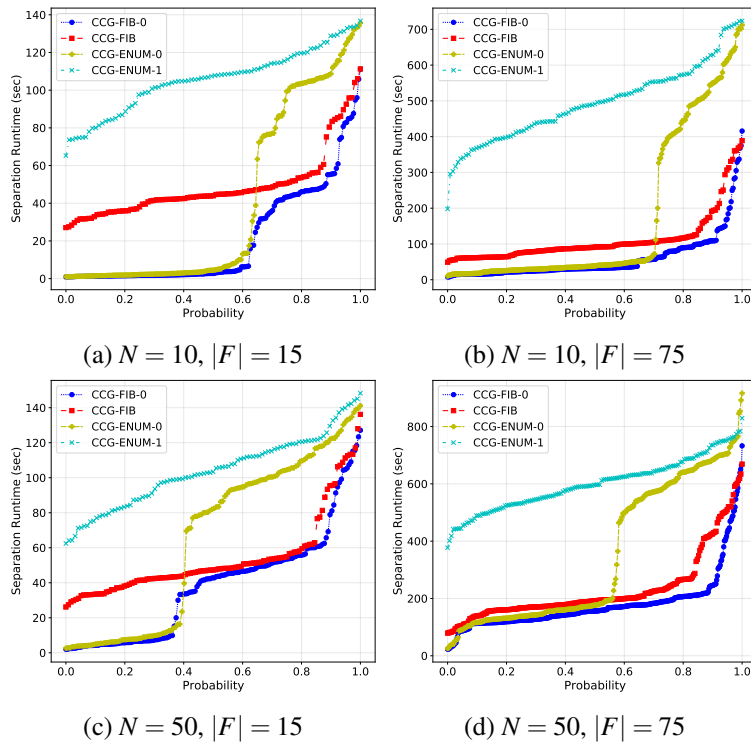 140
120
100
80
60
40
20
0
Separation Runtime (sec)
CCG-FIB-0
CCG-FIB
CCG-ENUM-0
CCG-ENUM-1
0.0 0.2 0.4 0.6 0.8 1.0
Probability
(a) N = 10, |F| = 15
700
600
500
400
300
200
100
0
Separation Runtime (sec)
CCG-FIB-0
CCG-FIB
CCG-ENUM-0
CCG-ENUM-1
0.0 0.2 0.4 0.6 0.8 1.0
Probability
(b) N = 10, |F| = 75
140
120
100
80
60
40
20
0
Separation Runtime (sec)
CCG-FIB-0
CCG-FIB
CCG-ENUM-0
CCG-ENUM-1
0.0 0.2 0.4 0.6 0.8 1.0
Probability
(c) N = 50, |F| = 15
800
600
400
200
0
Separation Runtime (sec)
CCG-FIB-0
CCG-FIB
CCG-ENUM-0
CCG-ENUM-1
0.0 0.2 0.4 0.6 0.8 1.0
Probability
(d) N = 50, |F| = 75